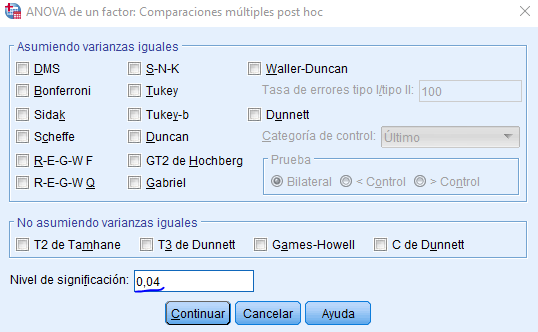 ANOVA de un factor: Comparaciones múltiples post hoc
Asumiendo varianzas iguales
DMS S-N-K Waller-Duncan
Bonferroni Tukey Tasa de errores tipo I/tipo II: 100
Sidak Tukey-b Dunnett
Scheffe Duncan Categoría de control: Último
R-E-G-W F GT2 de Hochberg Prueba
R-E-G-W Q Gabriel Bilateral < Control > Control
No asumiendo varianzas iguales
T2 de Tamhane T3 de Dunnett Games-Howell C de Dunnett
Nivel de significación: 0,04
Continuar Cancelar Ayuda